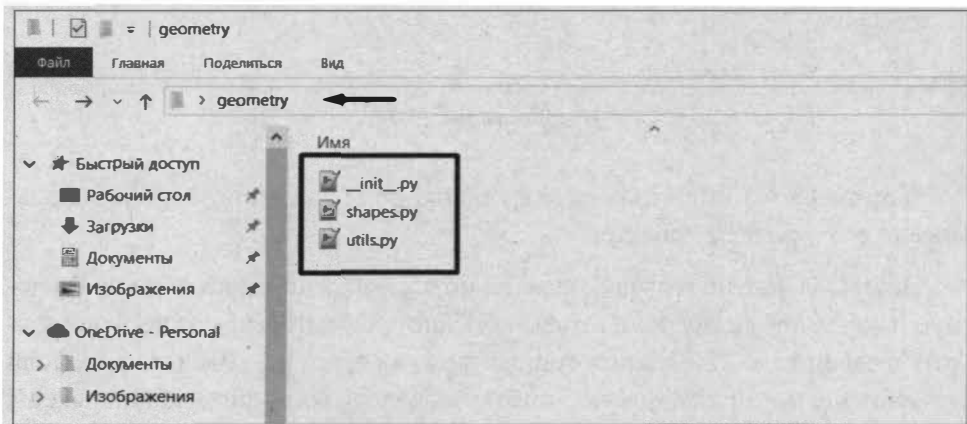 geometry
Файл Главная Поделиться Вид
geometry
Имя
Быстрый доступ
Рабочий стол
Загрузки
Документы
Изображения
OneDrive - Personal
Документы
Изображения
__init__.py
shapes.py
utils.py